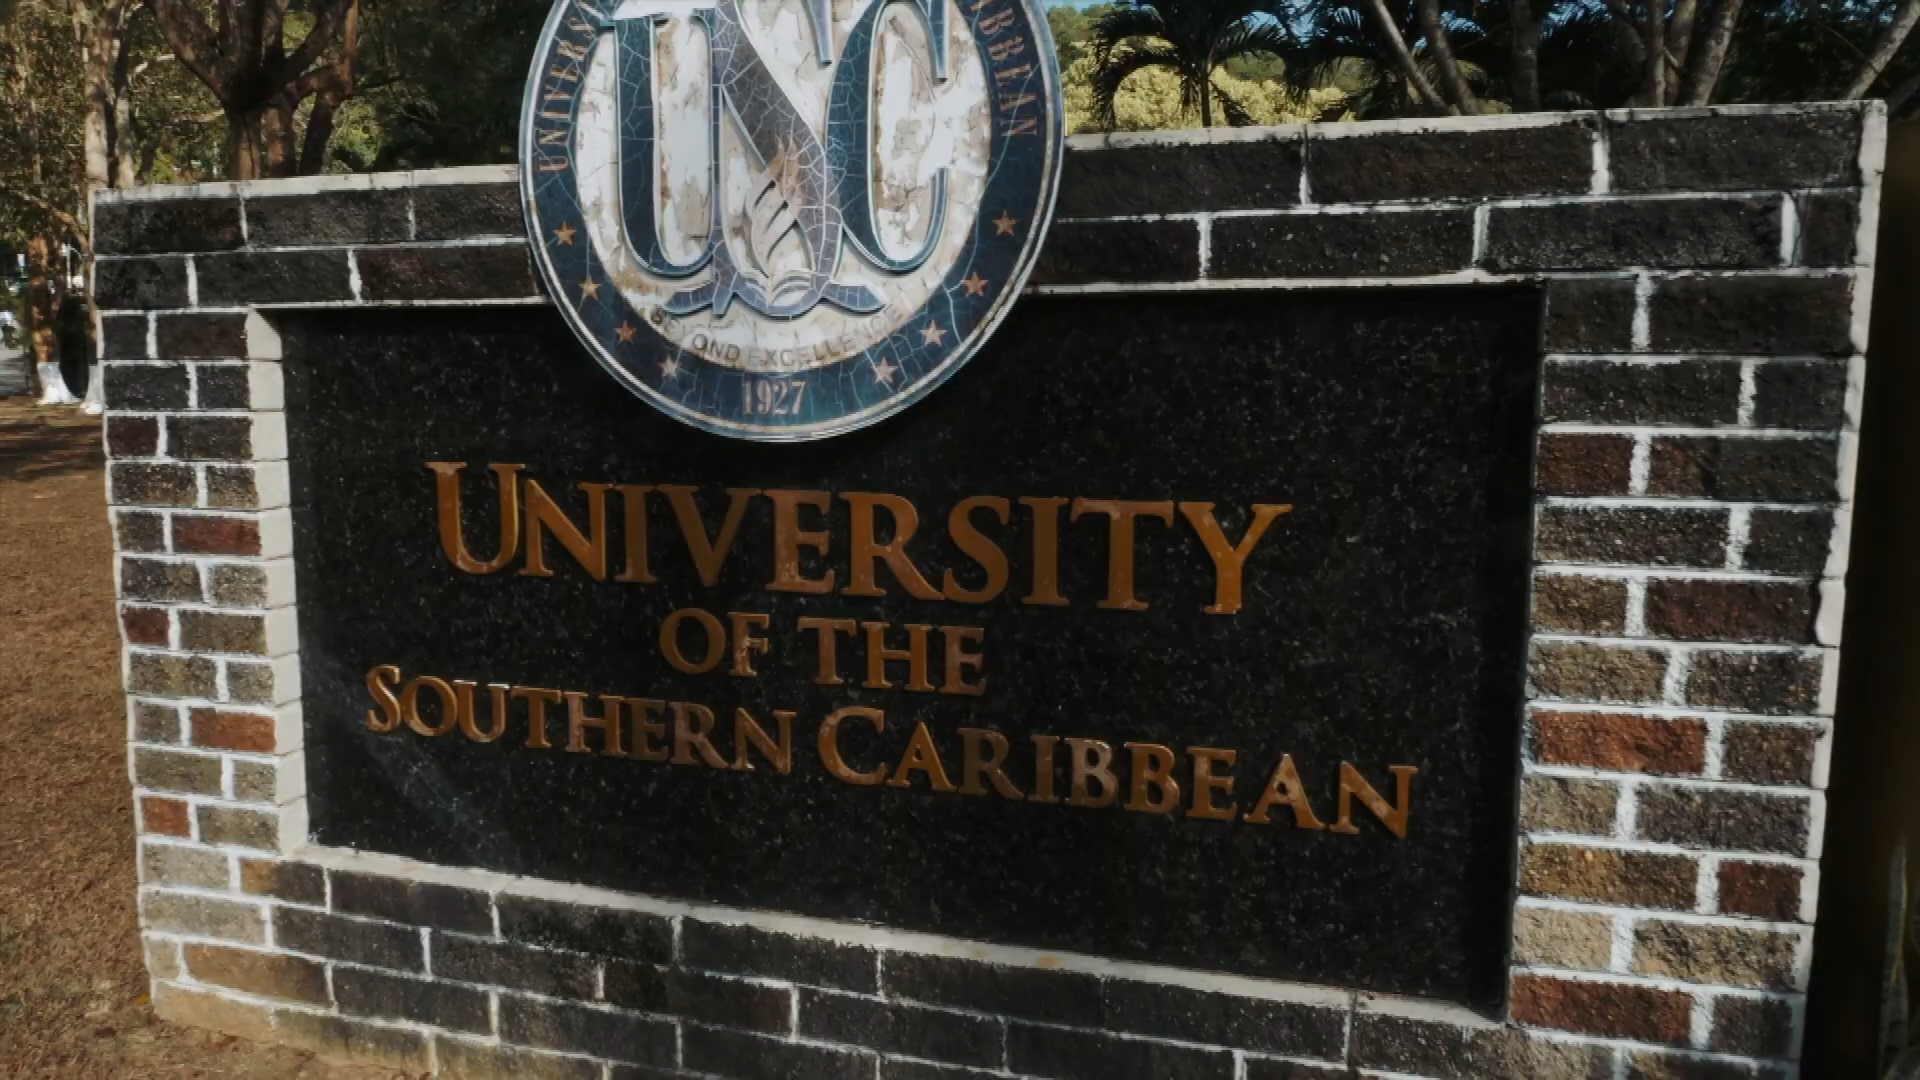 USC
BEYOND EXCELLENCE
1927
UNIVERSITY
OF THE
SOUTHERN CARIBBEAN